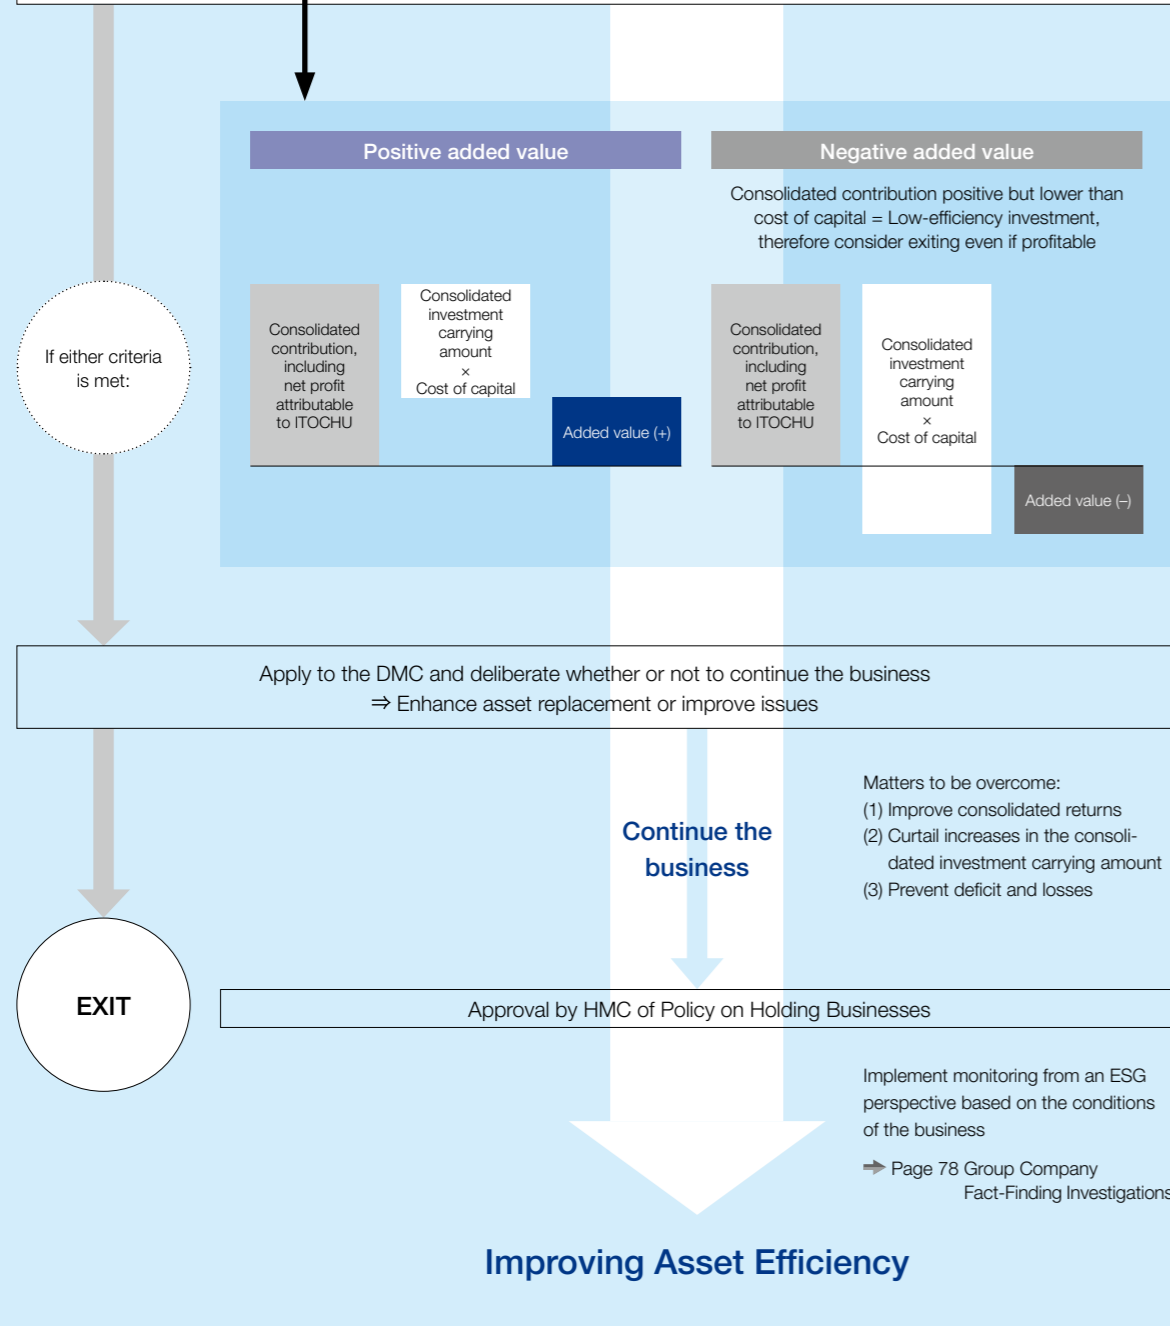 Positive added value
Negative added value
Consolidated contribution positive but lower than
cost of capital = Low-efficiency investment,
therefore consider exiting even if profitable
If either criteria
is met:
Consolidated
contribution,
including
net profit
attributable
to ITOCHU
Consolidated
investment
carrying
amount
×
Cost of capital
Added value (+)
Consolidated
contribution,
including
net profit
attributable
to ITOCHU
Consolidated
investment
carrying
amount
×
Cost of capital
Added value (–)
Apply to the DMC and deliberate whether or not to continue the business
⇒ Enhance asset replacement or improve issues
Continue the
business
Matters to be overcome:
(1) Improve consolidated returns
(2) Curtail increases in the consoli-
dated investment carrying amount
(3) Prevent deficit and losses
EXIT
Approval by HMC of Policy on Holding Businesses
Implement monitoring from an ESG
perspective based on the conditions
of the business
➔ Page 78 Group Company
Fact-Finding Investigations
Improving Asset Efficiency